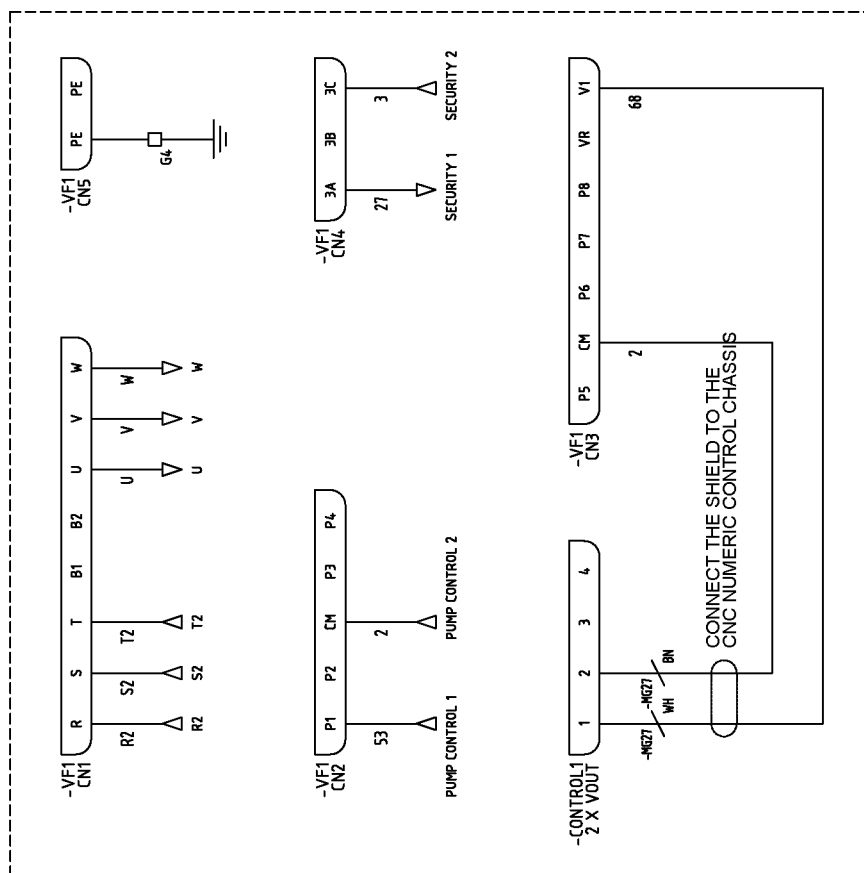 -VF1
CN5
PE
PE
G4
-VF1
CN4
3A
3B
3C
27
3
SECURITY 1
SECURITY 2
-VF1
CN3
P5
CM
P6
P7
P8
VR
V1
2
68
-VF1
CN1
R
S
T
B1
B2
U
V
W
R2
S2
T2
U
V
W
R2
S2
T2
U
V
W
-VF1
CN2
P1
P2
CM
P3
P4
53
2
PUMP CONTROL 1
PUMP CONTROL 2
-CONTROL1
2 X VOUT
1
2
3
4
-MG27
WH
-MG27
BN
CONNECT THE SHIELD TO THE
CNC NUMERIC CONTROL CHASSIS